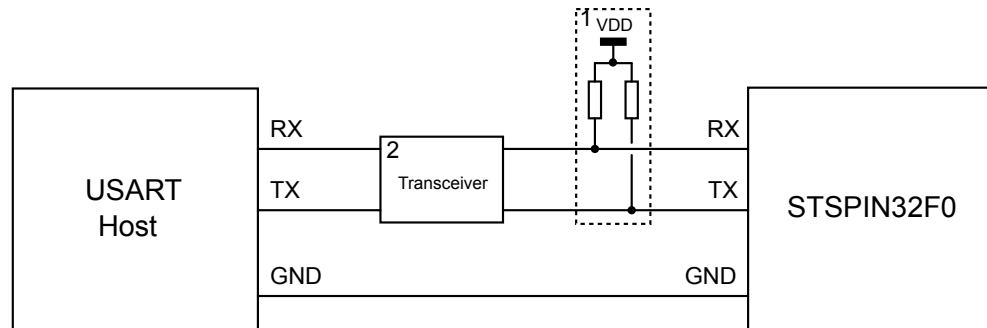 1
VDD
USART
Host
RX
TX
GND
2
Transceiver
RX
TX
GND
STSPIN32F0